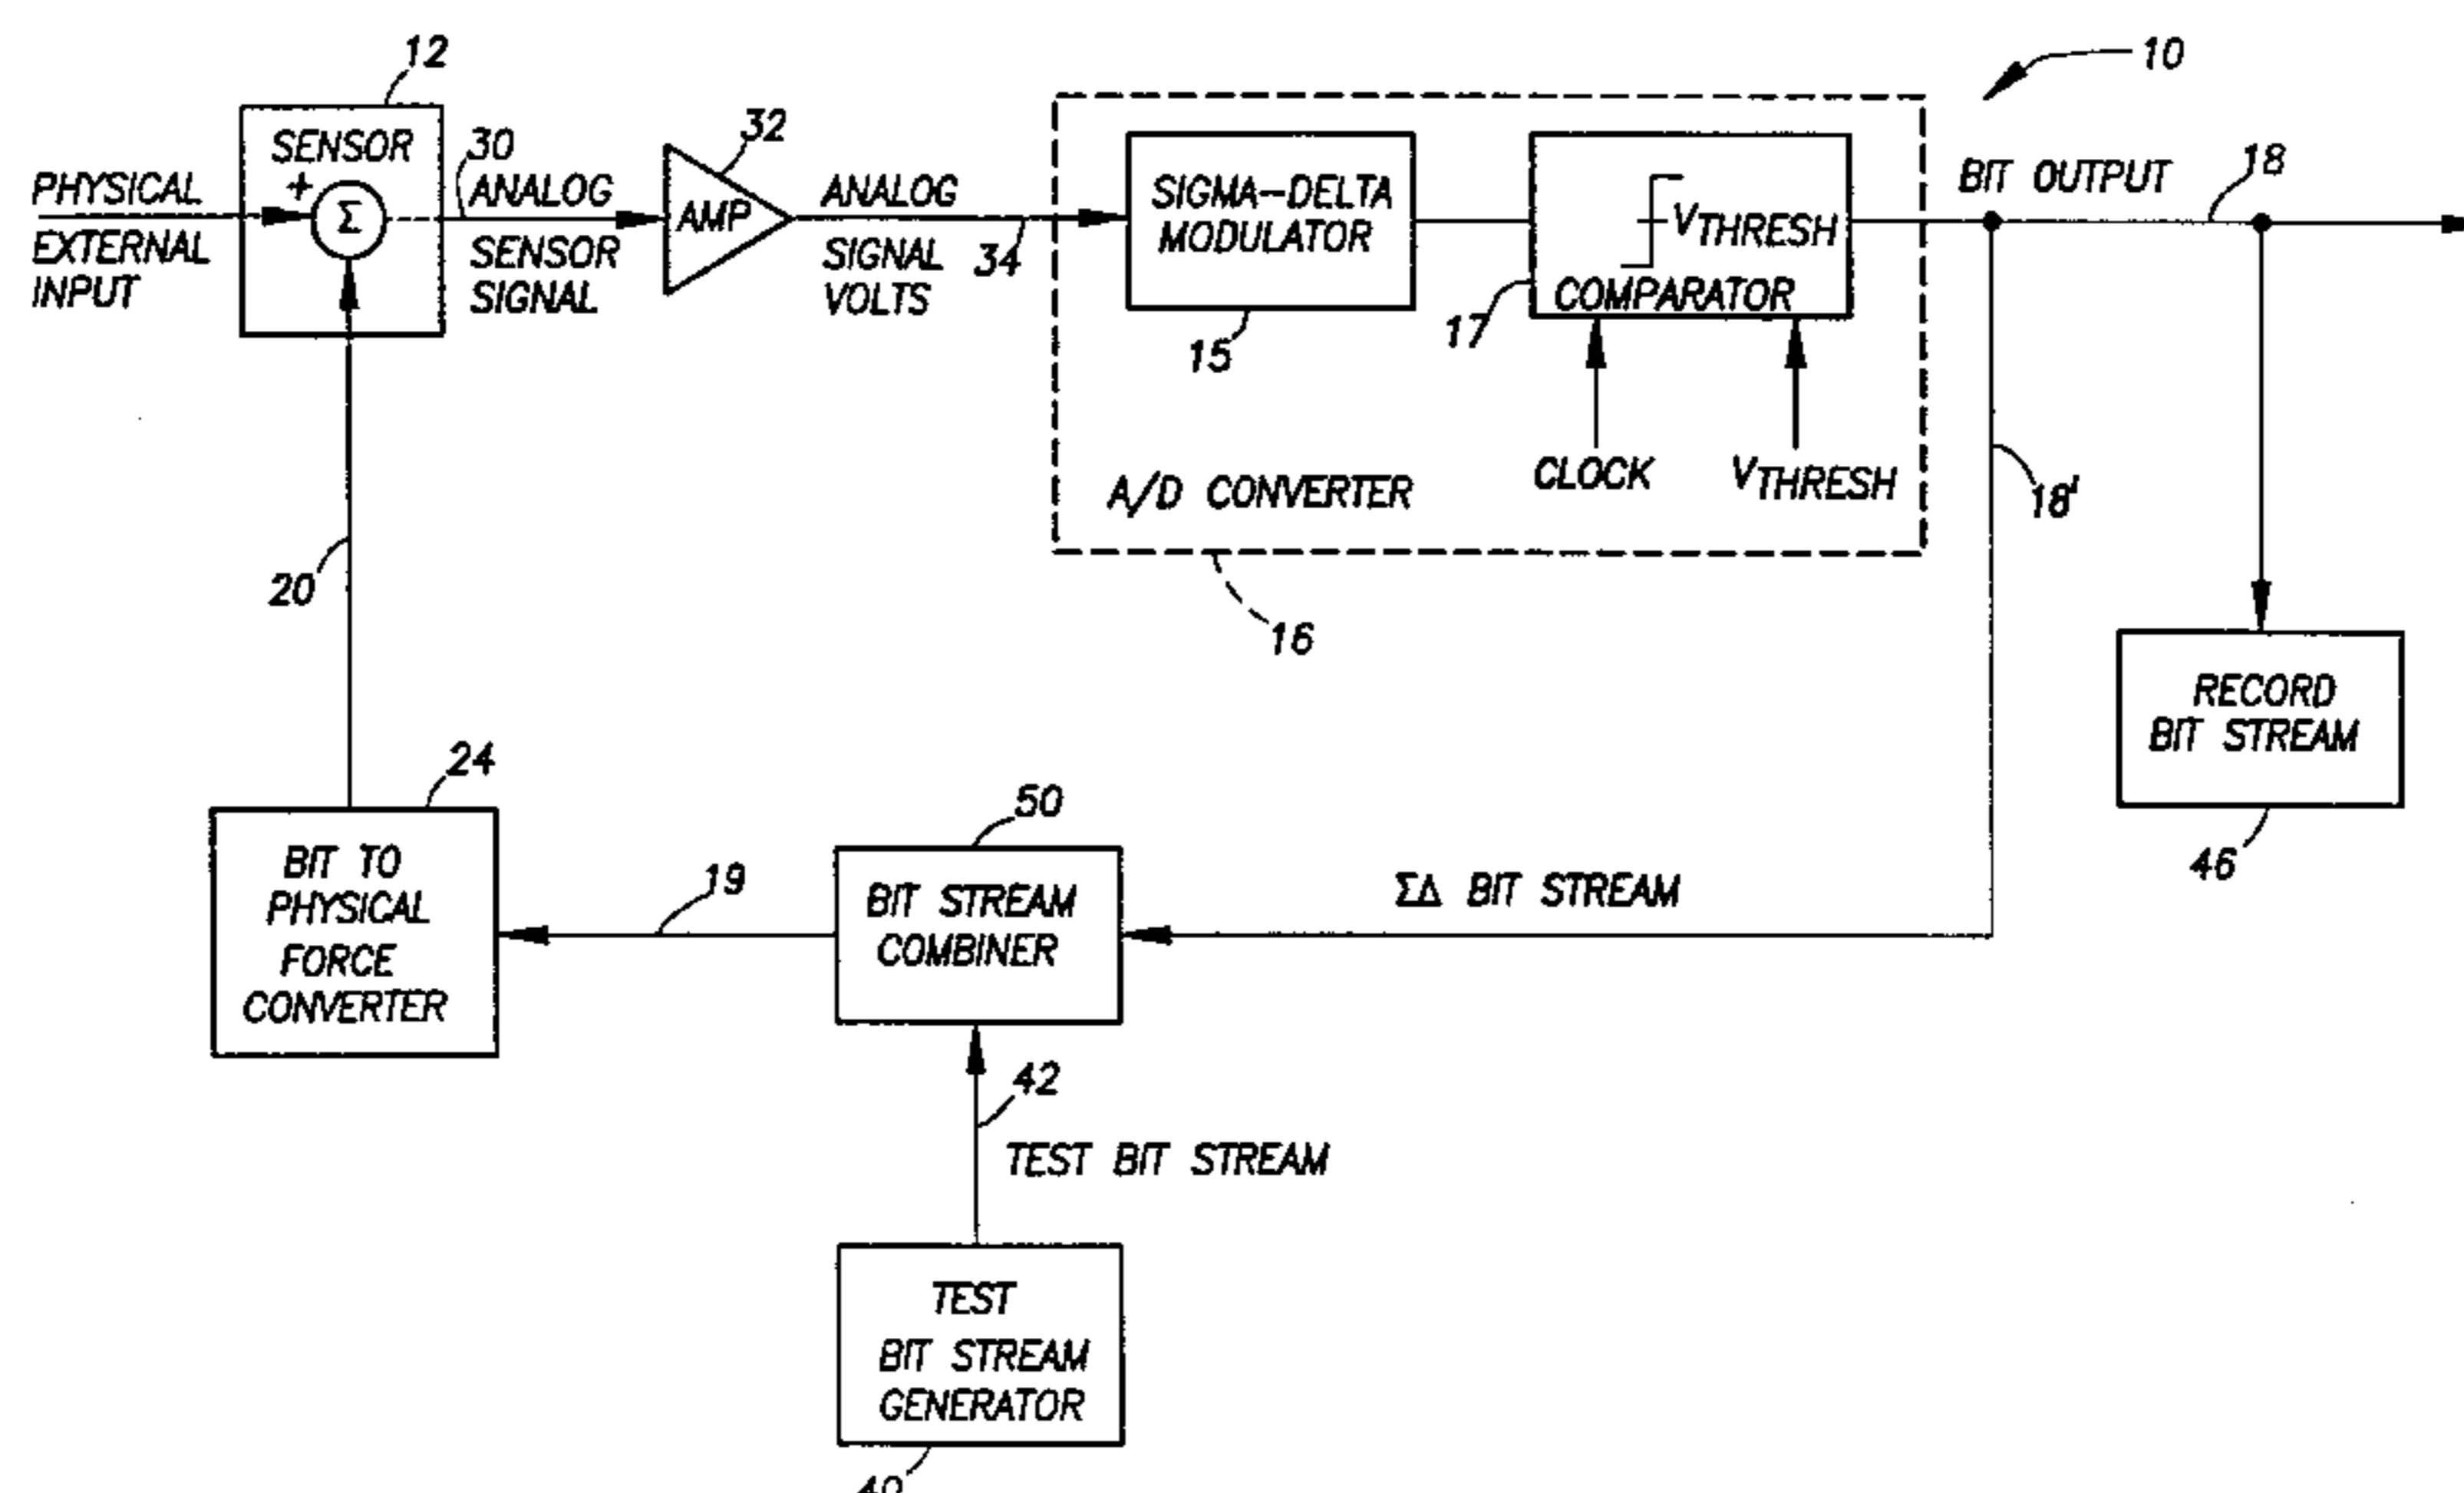 12
SENSOR
+
Σ
PHYSICAL
EXTERNAL
INPUT
30
ANALOG
SENSOR
SIGNAL
32
AMP
ANALOG
SIGNAL
VOLTS
34
SIGMA-DELTA
MODULATOR
15
VTHRESH
COMPARATOR
17
CLOCK
VTHRESH
A/D CONVERTER
16
10
BIT OUTPUT
18
18'
RECORD
BIT STREAM
46
20
24
BIT TO
PHYSICAL
FORCE
CONVERTER
19
50
BIT STREAM
COMBINER
ΣΔ BIT STREAM
42
TEST BIT STREAM
TEST
BIT STREAM
GENERATOR